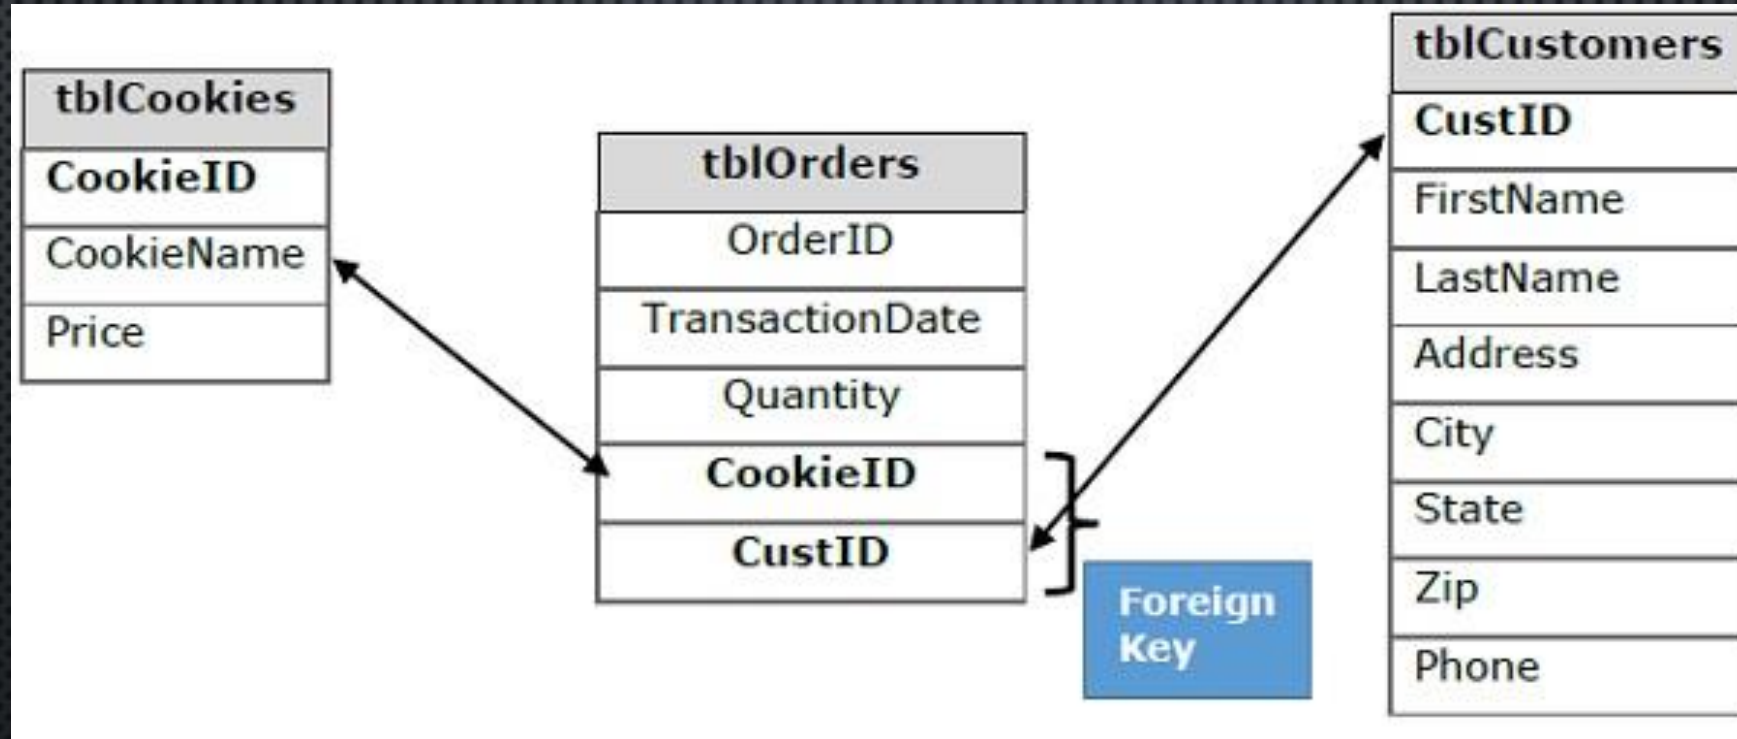 tblCookies
CookieID
CookieName
Price
tblOrders
OrderID
TransactionDate
Quantity
CookieID
CustID
Foreign
Key
tblCustomers
CustID
FirstName
LastName
Address
City
State
Zip
Phone